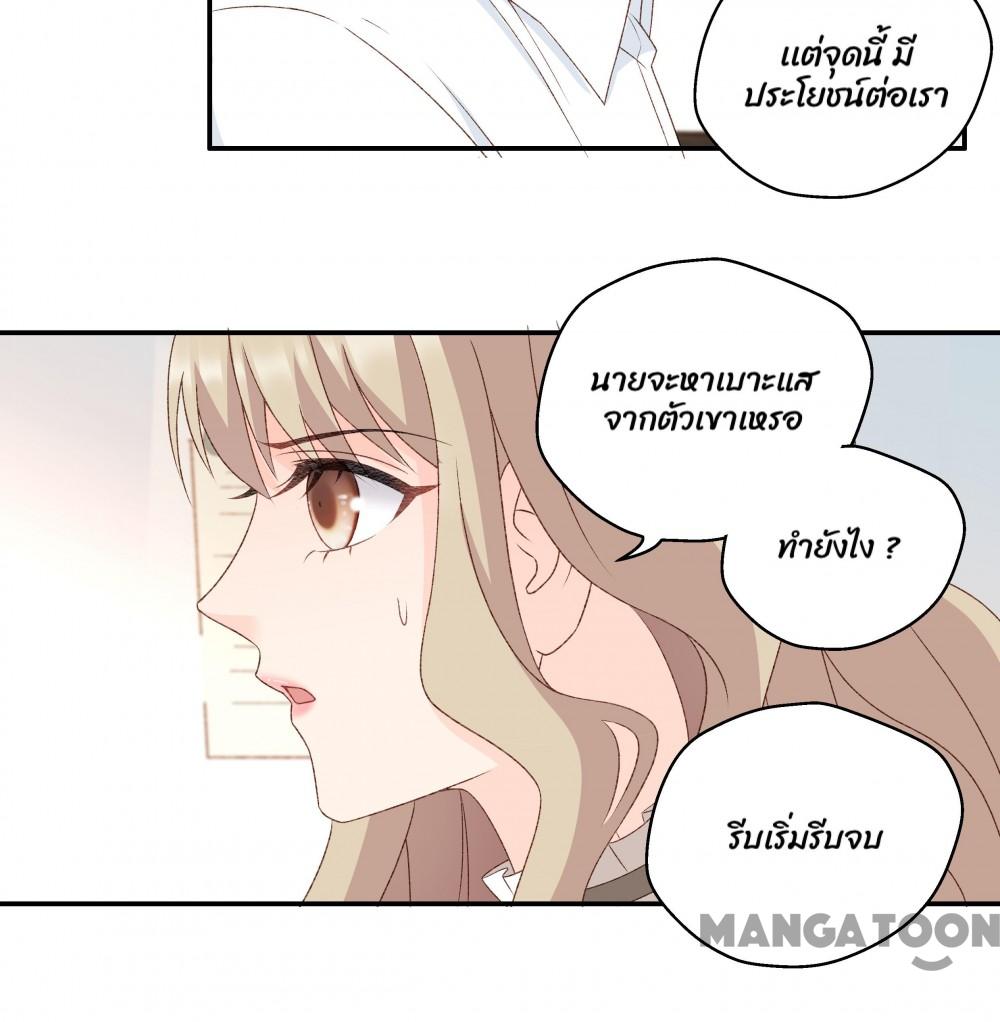 แต่จุดนี้ มี
ประโยชน์ต่อเรา
นายจะหาเบาะแส
จากตัวเขาเหรอ
ทำยังไง ?
รีบเริ่มรีบจบ
MANGATOON